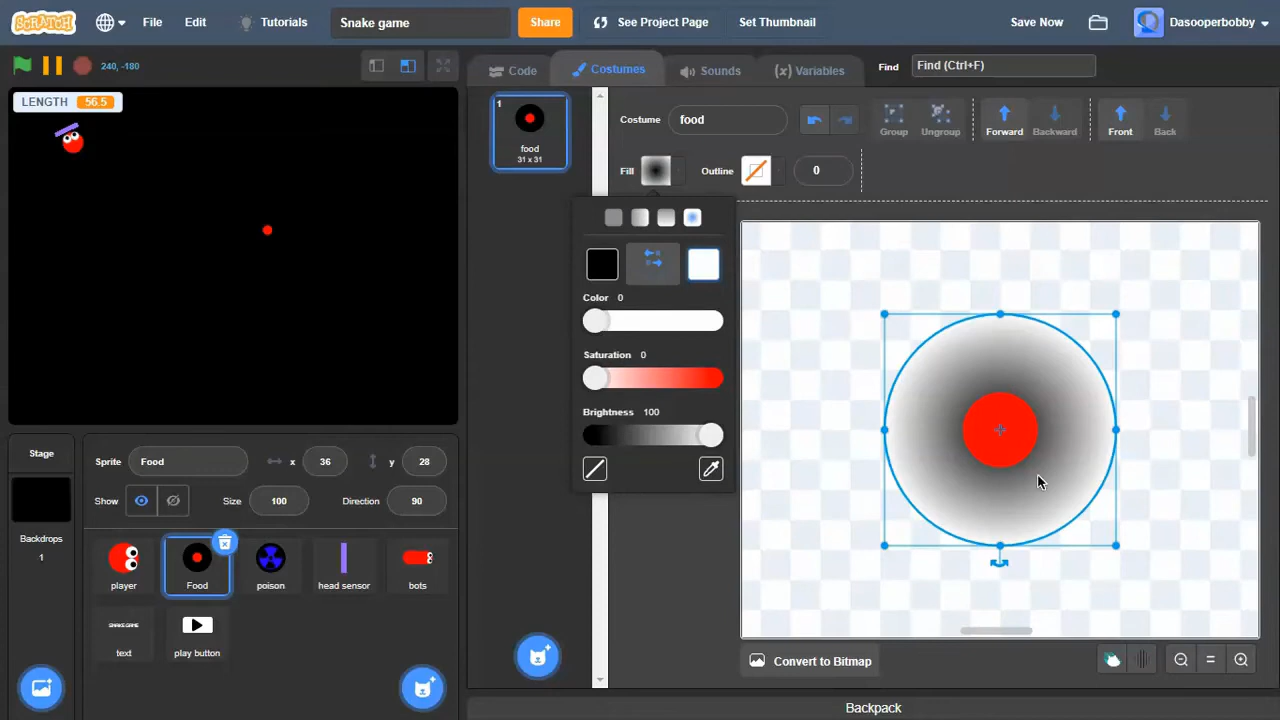 SCRATCH File Edit Tutorials Snake game Share See Project Page Set Thumbnail Save Now Dasooperbobby
240, -180 Code Costumes Sounds (x) Variables Find Find (Ctrl+F)
LENGTH 56.5
1
food
31 x 31
Costume food Group Ungroup Forward Backward Front Back
Fill Outline 0
Color 0
Saturation 0
Brightness 100
Stage
Sprite Food x 36 y 28
Show Size 100 Direction 90
Backdrops
1
player Food poison head sensor bots
SNAKE GAME
text play button
Convert to Bitmap
Backpack